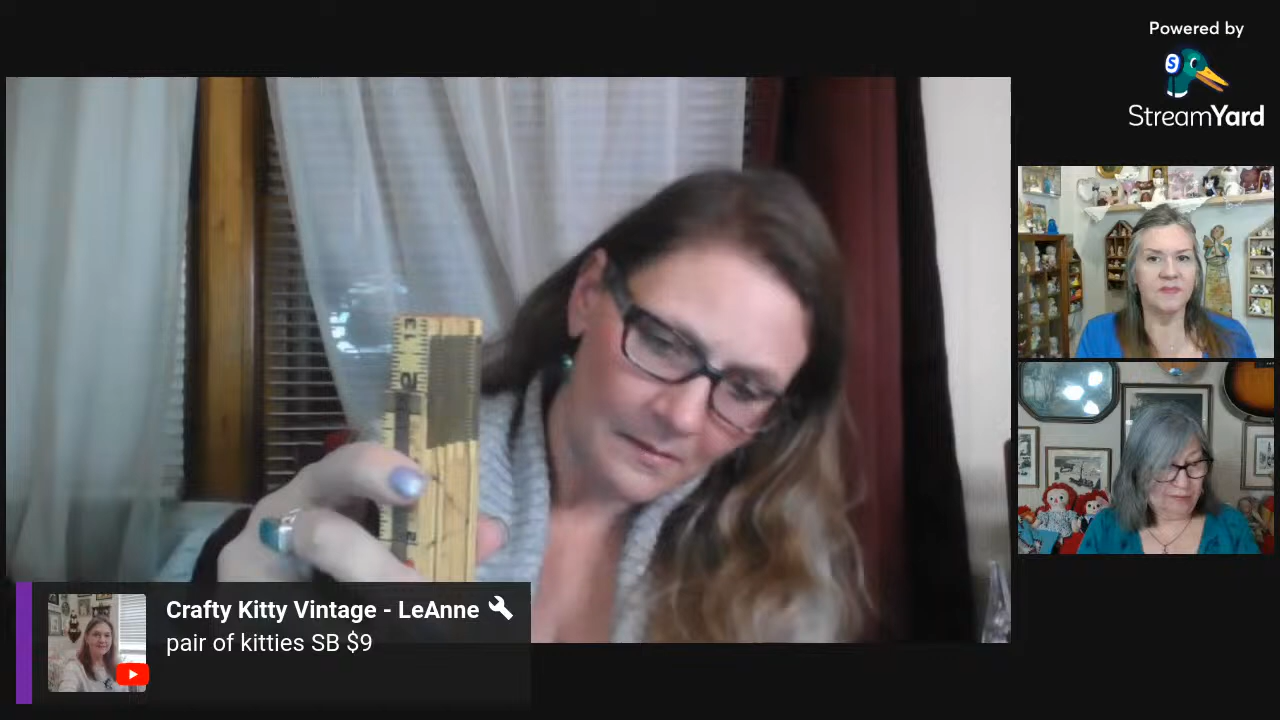 Powered by
StreamYard
Crafty Kitty Vintage - LeAnne
pair of kitties SB $9